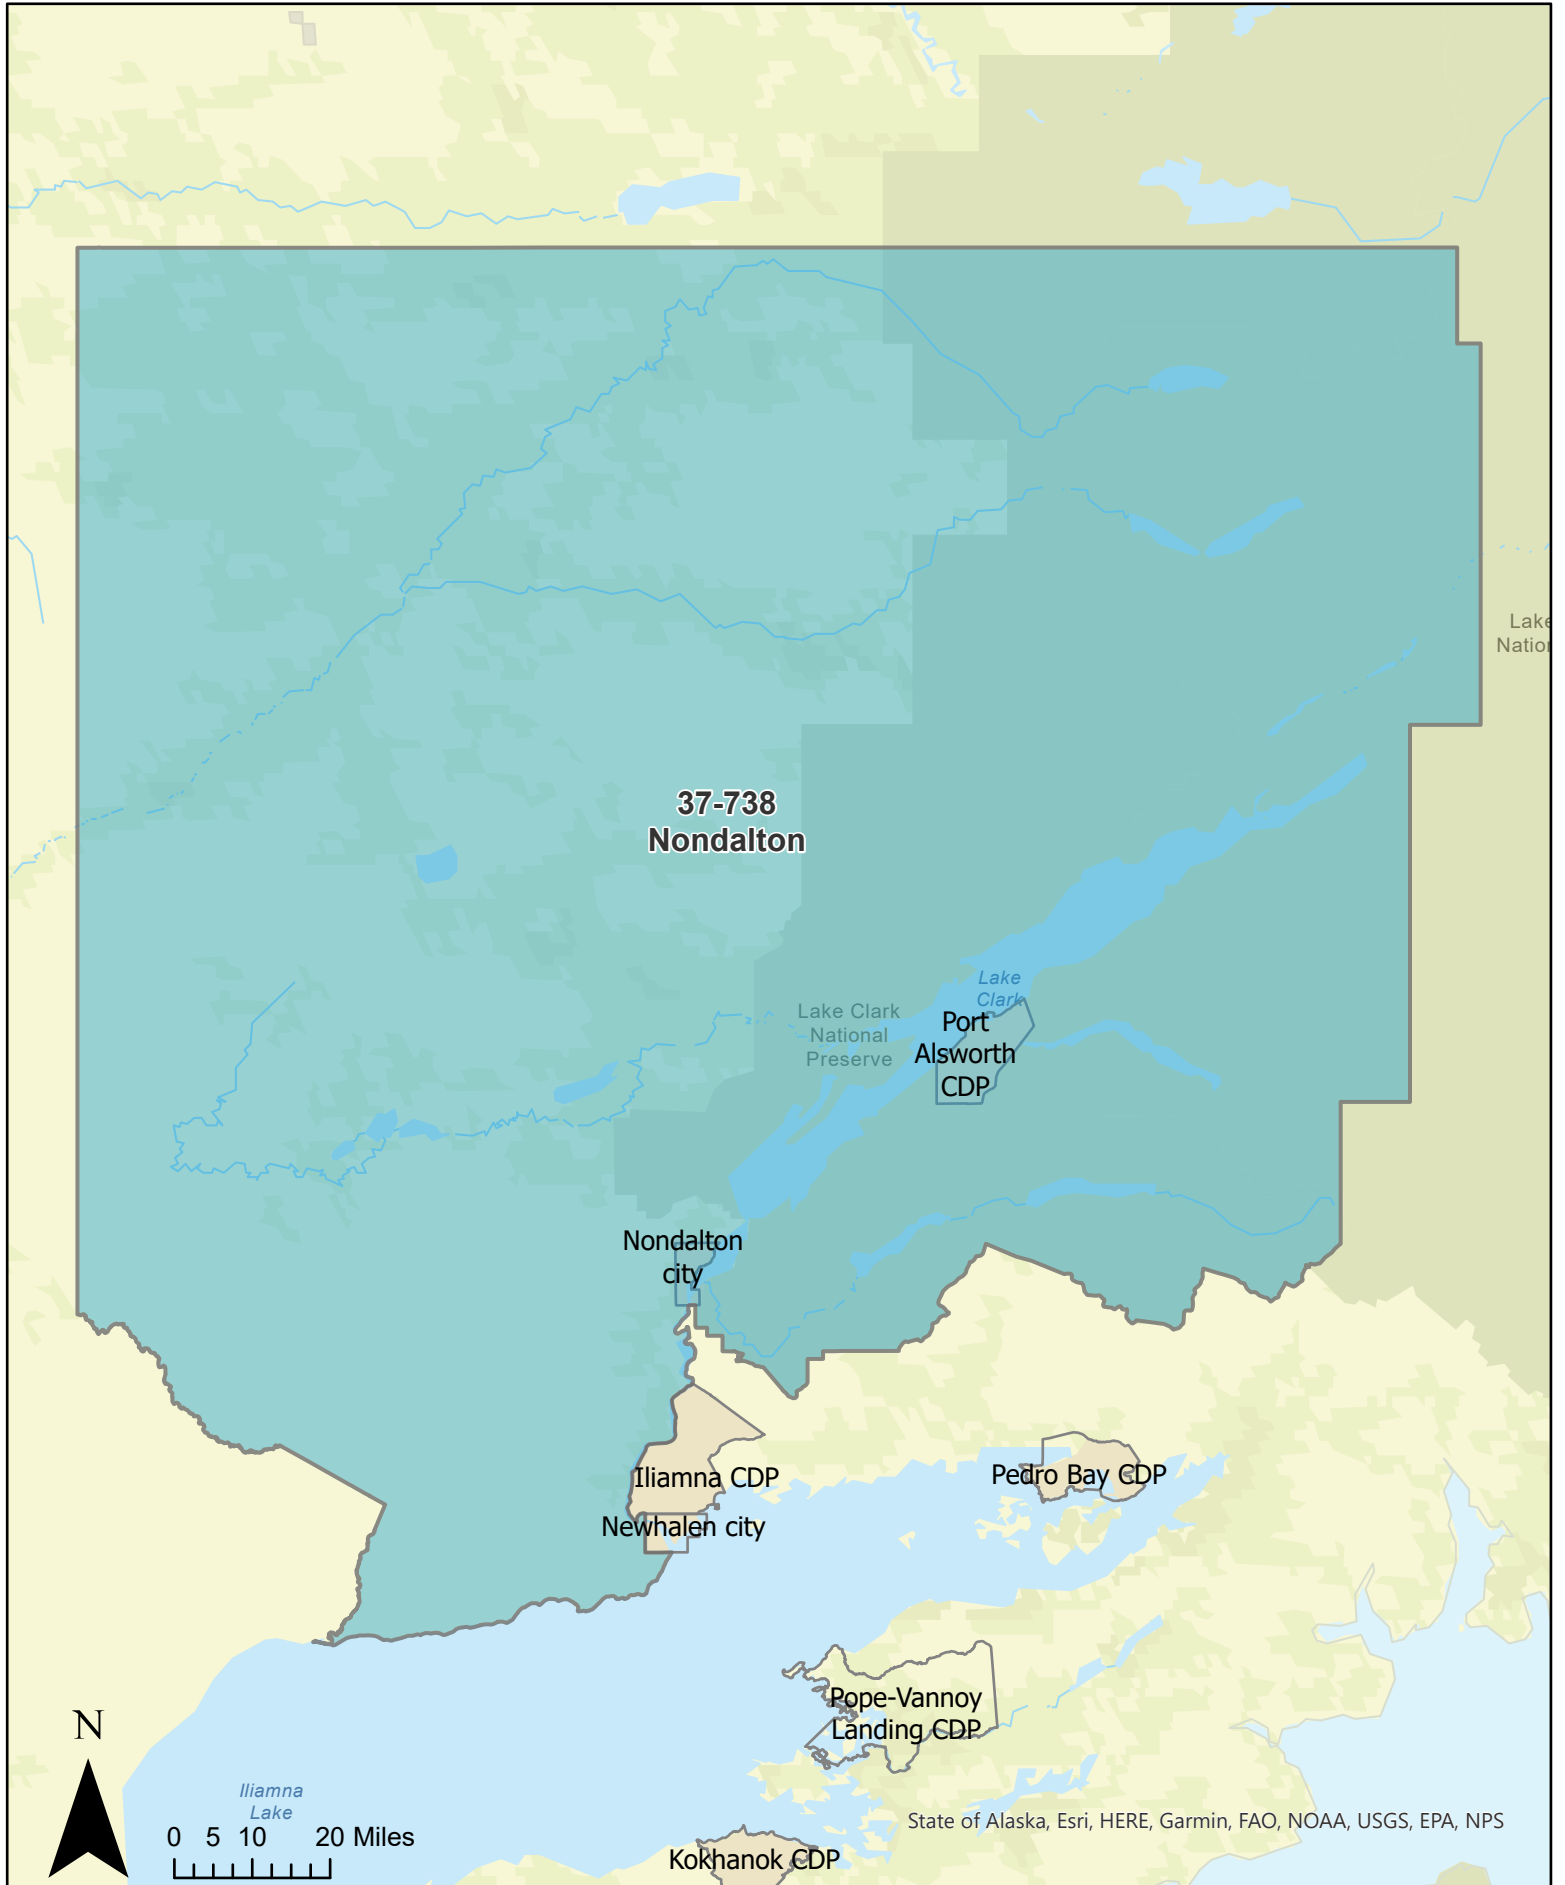 Lake
Nation
37-738
Nondalton
Lake
Clark
Lake Clark
National
Preserve
Port
Alsworth
CDP
Nondalton
city
Iliamna CDP
Pedro Bay CDP
Newhalen city
Pope-Vannoy
Landing CDP
N
Iliamna
Lake
0 5 10 20 Miles
State of Alaska, Esri, HERE, Garmin, FAO, NOAA, USGS, EPA, NPS
Kokhanok CDP